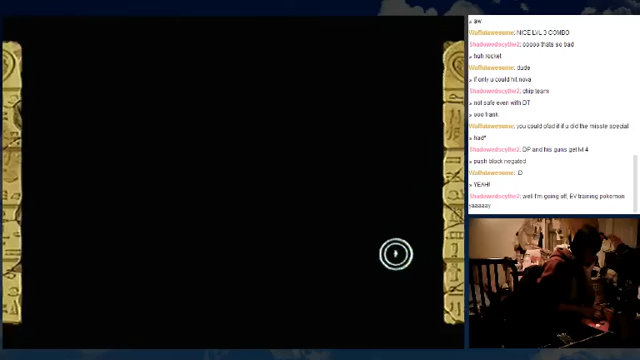 » aw
Waffulawesome: NICE LVL 3 COMBO
Shadowedscythe2: ooooo thats so bad
» huh rocket
Waffulawesome: dude
» if only u could hit nova
Shadowedscythe2: chip team
» not safe even with DT
» ooo frank
Waffulawesome: you could ofad if if u did the missle special
» had*
Shadowedscythe2: DP and his guns get lvl 4
» push block negated
Waffulawesome: :D
» YEAH!
Shadowedscythe2: well I'm going off, EV training pokemon
yaaaaay